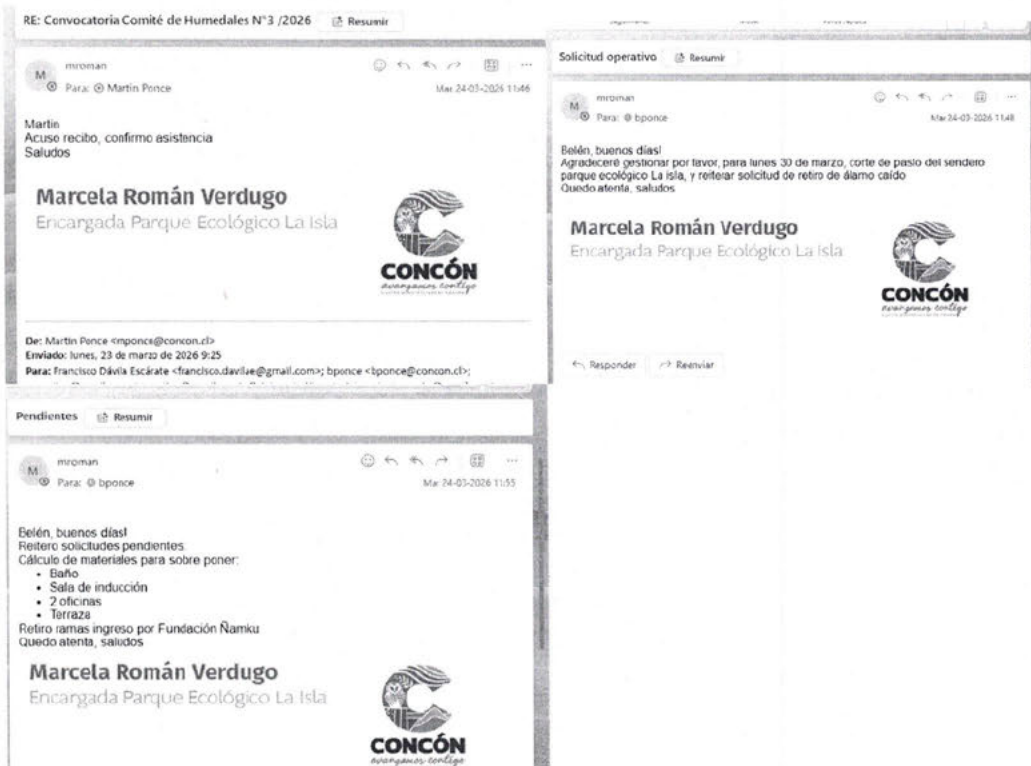 RE: Convocatoria Comité de Humedales N°3 /2026 Resumir
M
mroman
Para: Martin Ponce
Mar 24-03-2026 11:46
Martin
Acuso recibo, confirmo asistencia
Saludos
Marcela Román Verdugo
Encargada Parque Ecológico La Isla
CONCÓN
avanzamos contigo
De: Martin Ponce <mponce@concon.cl>
Enviado: lunes, 23 de marzo de 2026 9:25
Para: Francisco Dávila Escárate <francisco.davilae@gmail.com>; bponce <bponce@concon.cl>;
Solicitud operativo Resumir
M
mroman
Para: bponce
Mar 24-03-2026 11:48
Belén, buenos días!
Agradeceré gestionar por favor, para lunes 30 de marzo, corte de pasto del sendero
parque ecológico La isla, y reiterar solicitud de retiro de álamo caído
Quedo atenta, saludos
Marcela Román Verdugo
Encargada Parque Ecológico La Isla
CONCÓN
avanzamos contigo
Responder Reenviar
Pendientes Resumir
M
mroman
Para: bponce
Mar 24-03-2026 11:55
Belén, buenos días!
Reitero solicitudes pendientes:
Cálculo de materiales para sobre poner:
• Baño
• Sala de inducción
• 2 oficinas
• Terraza
Retiro ramas ingreso por Fundación Ñamku
Quedo atenta, saludos
Marcela Román Verdugo
Encargada Parque Ecológico La Isla
CONCÓN
avanzamos contigo